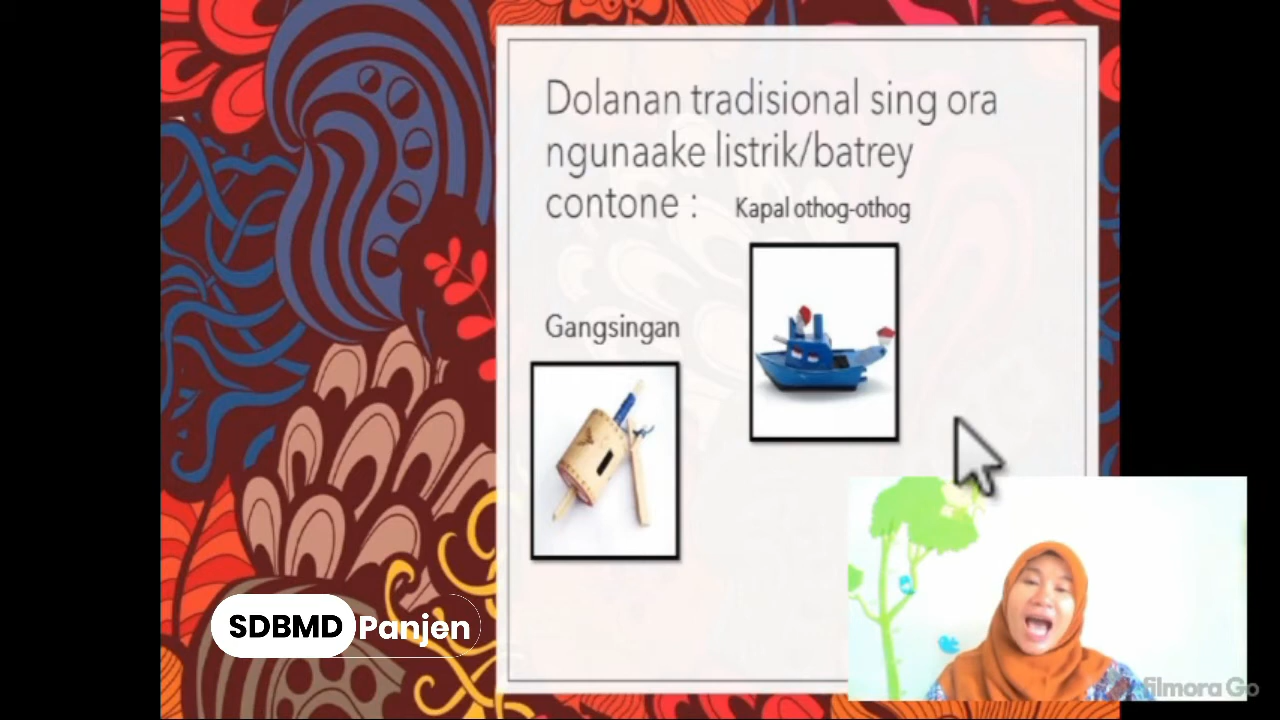 Dolanan tradisional sing ora
ngunaake listrik/batrey
contone :
Kapal othog-othog
Gangsingan
SDBMD Panjen
filmora Go